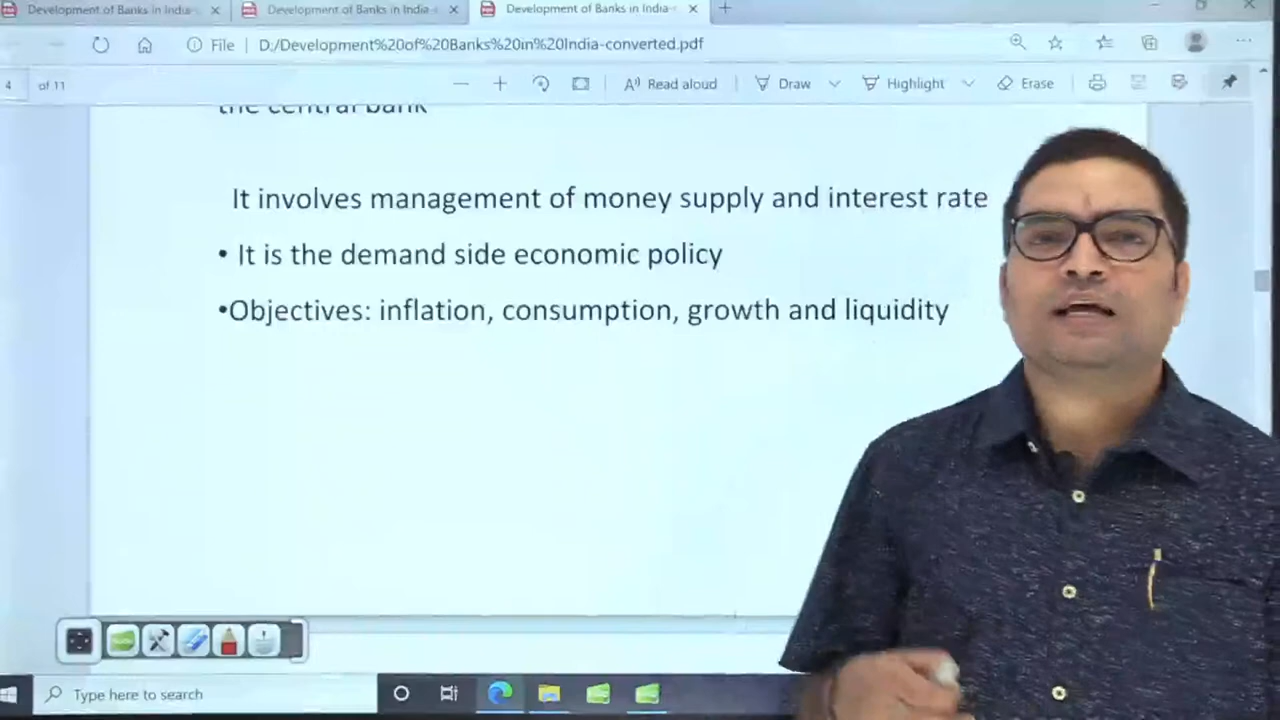 Development of Banks in India-
Development of Banks in India-
Development of Banks in India-
File D:/Development%20of%20Banks%20in%20India-converted.pdf
4 of 11 Read aloud Draw Highlight Erase
the central bank
It involves management of money supply and interest rate
• It is the demand side economic policy
•Objectives: inflation, consumption, growth and liquidity
Type here to search